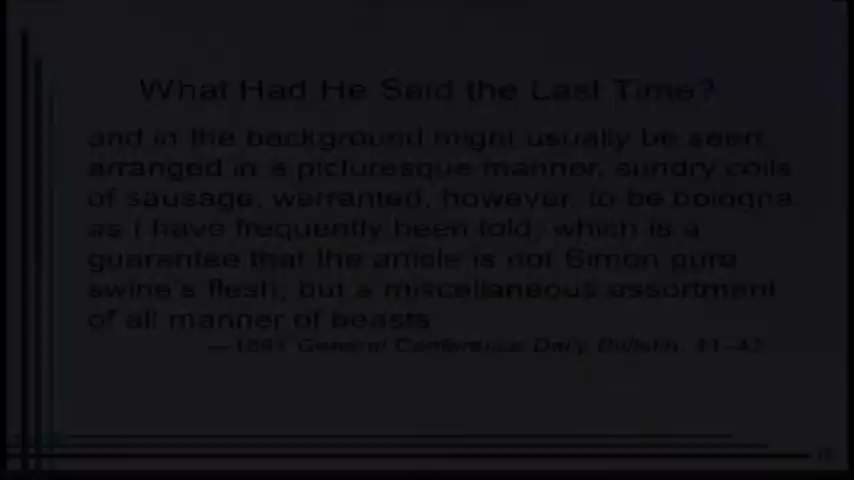 What Had He Said the Last Time?
and in the background might usually be seen,
arranged in a picturesque manner, sundry coils
of sausage, warranted, however, to be bologna,
as I have frequently been told, which is a
guarantee that the article is not Simon pure
swine's flesh, but a miscellaneous assortment
of all manner of beasts
General Conference Daily Bulletin,